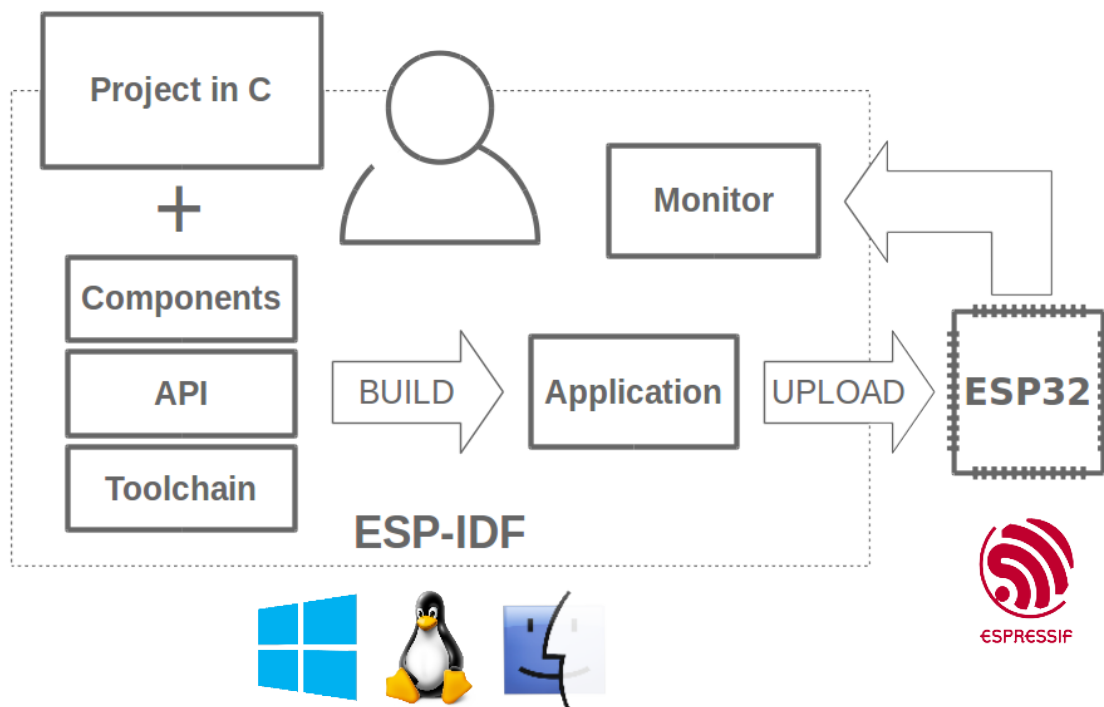 Project in C
+
Components
API
Toolchain
BUILD
Application
UPLOAD
Monitor
ESP32
ESP-IDF
ESPRESSIF